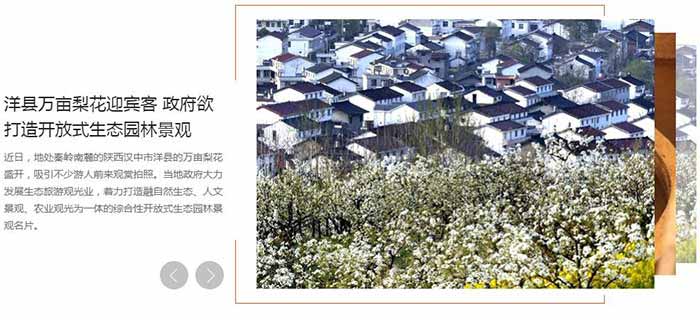 洋县万亩梨花迎宾客 政府欲
打造开放式生态园林景观
近日，地处秦岭南麓的陕西汉中市洋县的万亩梨花
盛开，吸引不少游人前来观赏拍照。当地政府大力
发展生态旅游观光业，着力打造融自然生态、人文
景观、农业观光为一体的综合性开放式生态园林景
观名片。